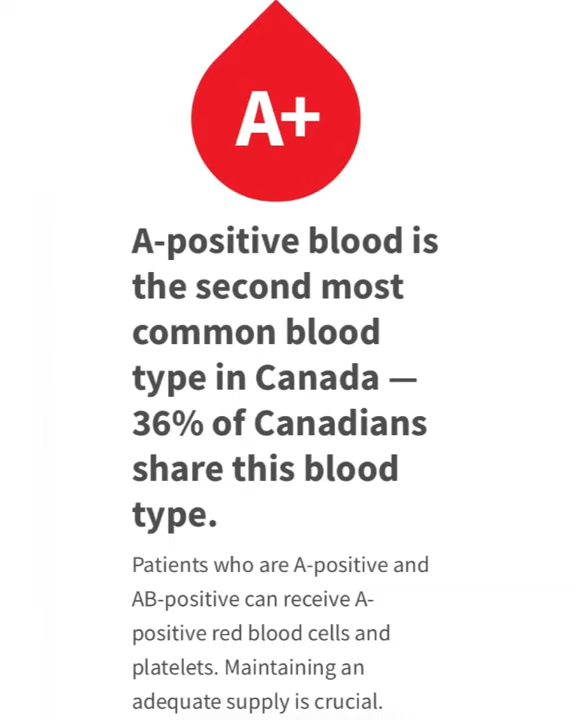 A+
A-positive blood is
the second most
common blood
type in Canada —
36% of Canadians
share this blood
type.
Patients who are A-positive and
AB-positive can receive A-
positive red blood cells and
platelets. Maintaining an
adequate supply is crucial.